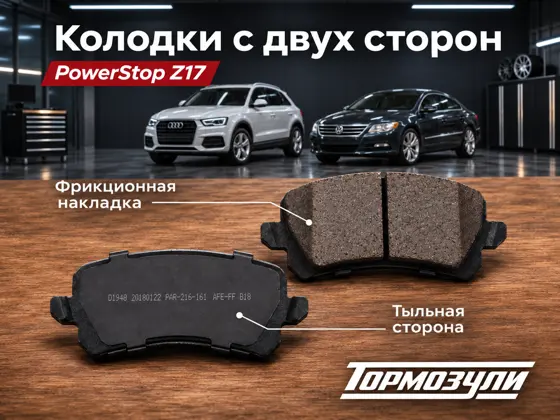 Колодки с двух сторон
PowerStop Z17
Фрикционная
накладка
D1948 20180122 PAR-216-161 AFE-FF B18
Тыльная
сторона
Тормозули